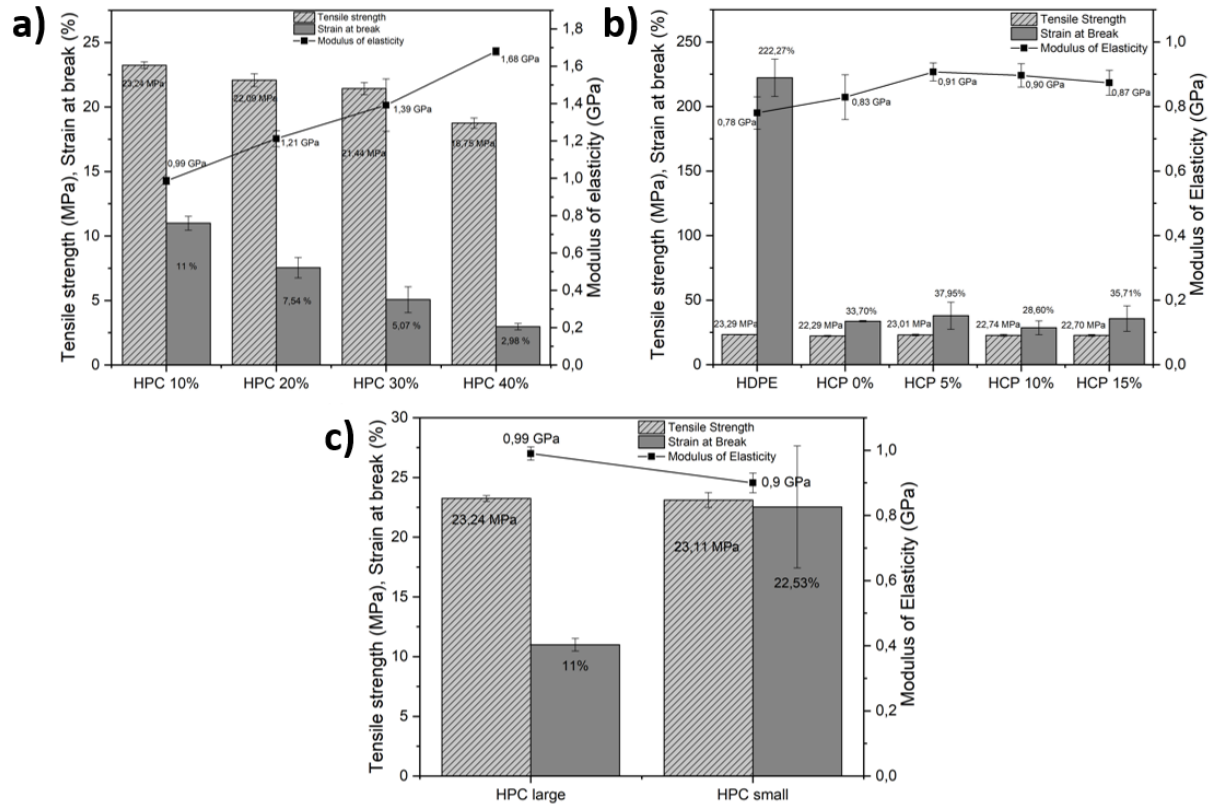 a)
Tensile strength (MPa), Strain at break (%)
Modulus of elasticity (GPa)
Tensile strength
Strain at break
Modulus of elasticity
25
20
15
10
5
0
1,8
1,6
1,4
1,2
1,0
0,8
0,6
0,4
0,2
0,0
23,24 MPa
22,09 MPa
21,44 MPa
18,75 MPa
0,99 GPa
1,21 GPa
1,39 GPa
1,68 GPa
11 %
7,54 %
5,07 %
2,98 %
HPC 10%
HPC 20%
HPC 30%
HPC 40%
b)
Tensile strength (MPa), Strain at break (%)
Modulus of Elasticity (GPa)
Tensile Strength
Strain at Break
Modulus of Elasticity
250
200
150
100
50
0
1,0
0,8
0,6
0,4
0,2
0,0
222,27%
0,78 GPa
0,83 GPa
0,91 GPa
0,90 GPa
0,87 GPa
23,29 MPa
22,29 MPa
33,70%
23,01 MPa
37,95%
22,74 MPa
28,60%
22,70 MPa
35,71%
HDPE
HCP 0%
HCP 5%
HCP 10%
HCP 15%
c)
Tensile strength (MPa), Strain at break (%)
Modulus of Elasticity (GPa)
Tensile Strength
Strain at Break
Modulus of Elasticity
30
25
20
15
10
5
0
1,0
0,8
0,6
0,4
0,2
0,0
0,99 GPa
0,9 GPa
23,24 MPa
11%
23,11 MPa
22,53%
HPC large
HPC small